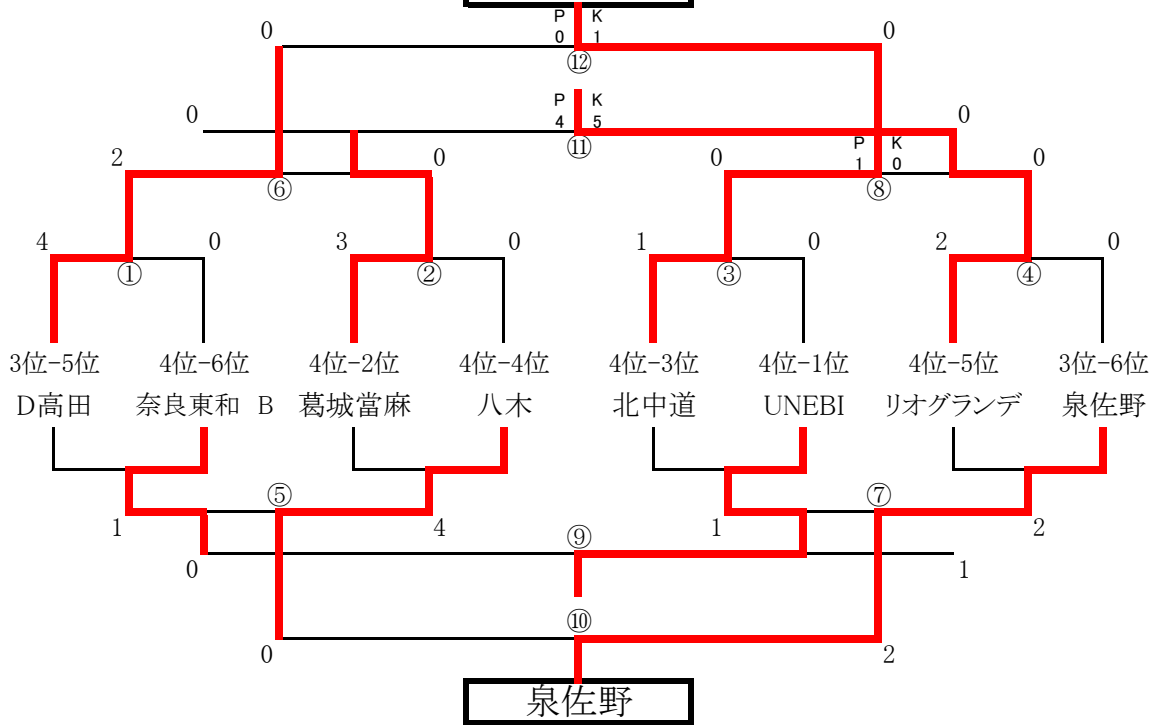 P K
0 0 1 0
⑫
0 P K 0
4 5
⑪ P K
2 0 0 1 0 0
⑥ ⑧
4 0 3 0 1 0 2 0
① ② ③ ④
3位-5位 4位-6位 4位-2位 4位-4位 4位-3位 4位-1位 4位-5位 3位-6位
D高田 奈良東和 B 葛城當麻 八木 北中道 UNEBI リオグランデ 泉佐野
⑤ ⑦
1 4 1 2
⑨
0 1
⑩
0 2
泉佐野